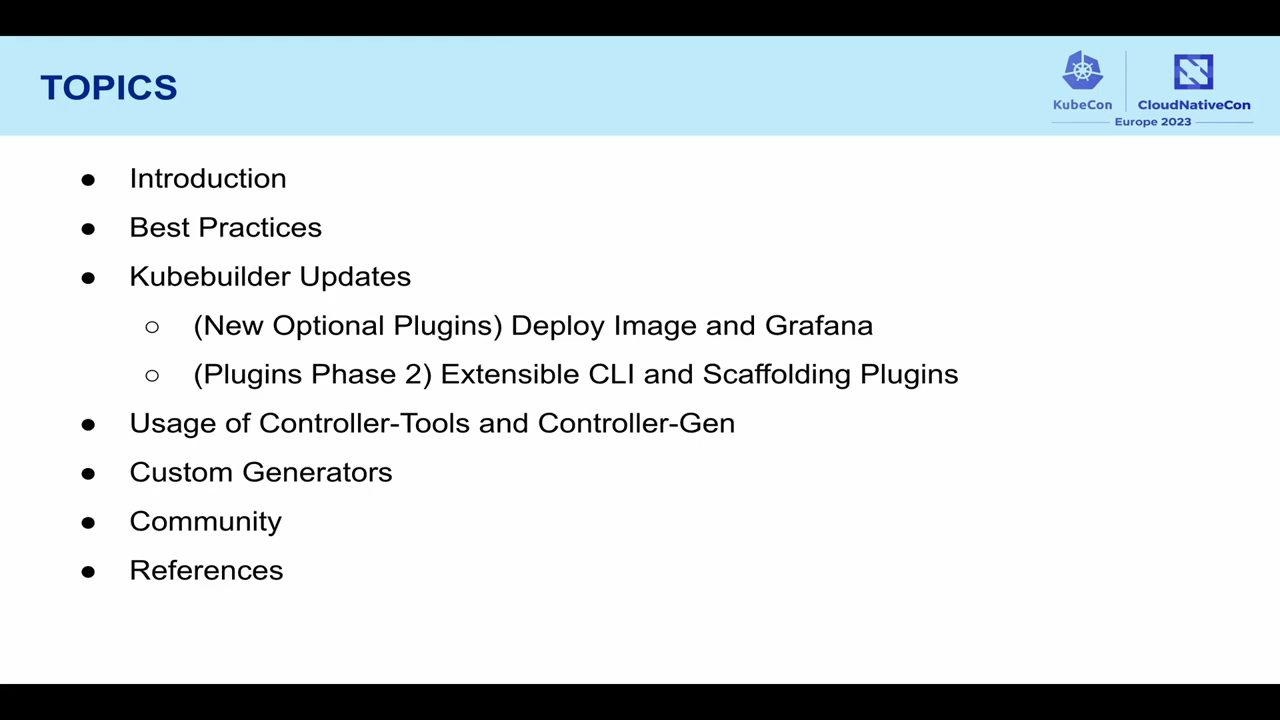 TOPICS
KubeCon
CloudNativeCon
Europe 2023
● Introduction
● Best Practices
● Kubebuilder Updates
○ (New Optional Plugins) Deploy Image and Grafana
○ (Plugins Phase 2) Extensible CLI and Scaffolding Plugins
● Usage of Controller-Tools and Controller-Gen
● Custom Generators
● Community
● References